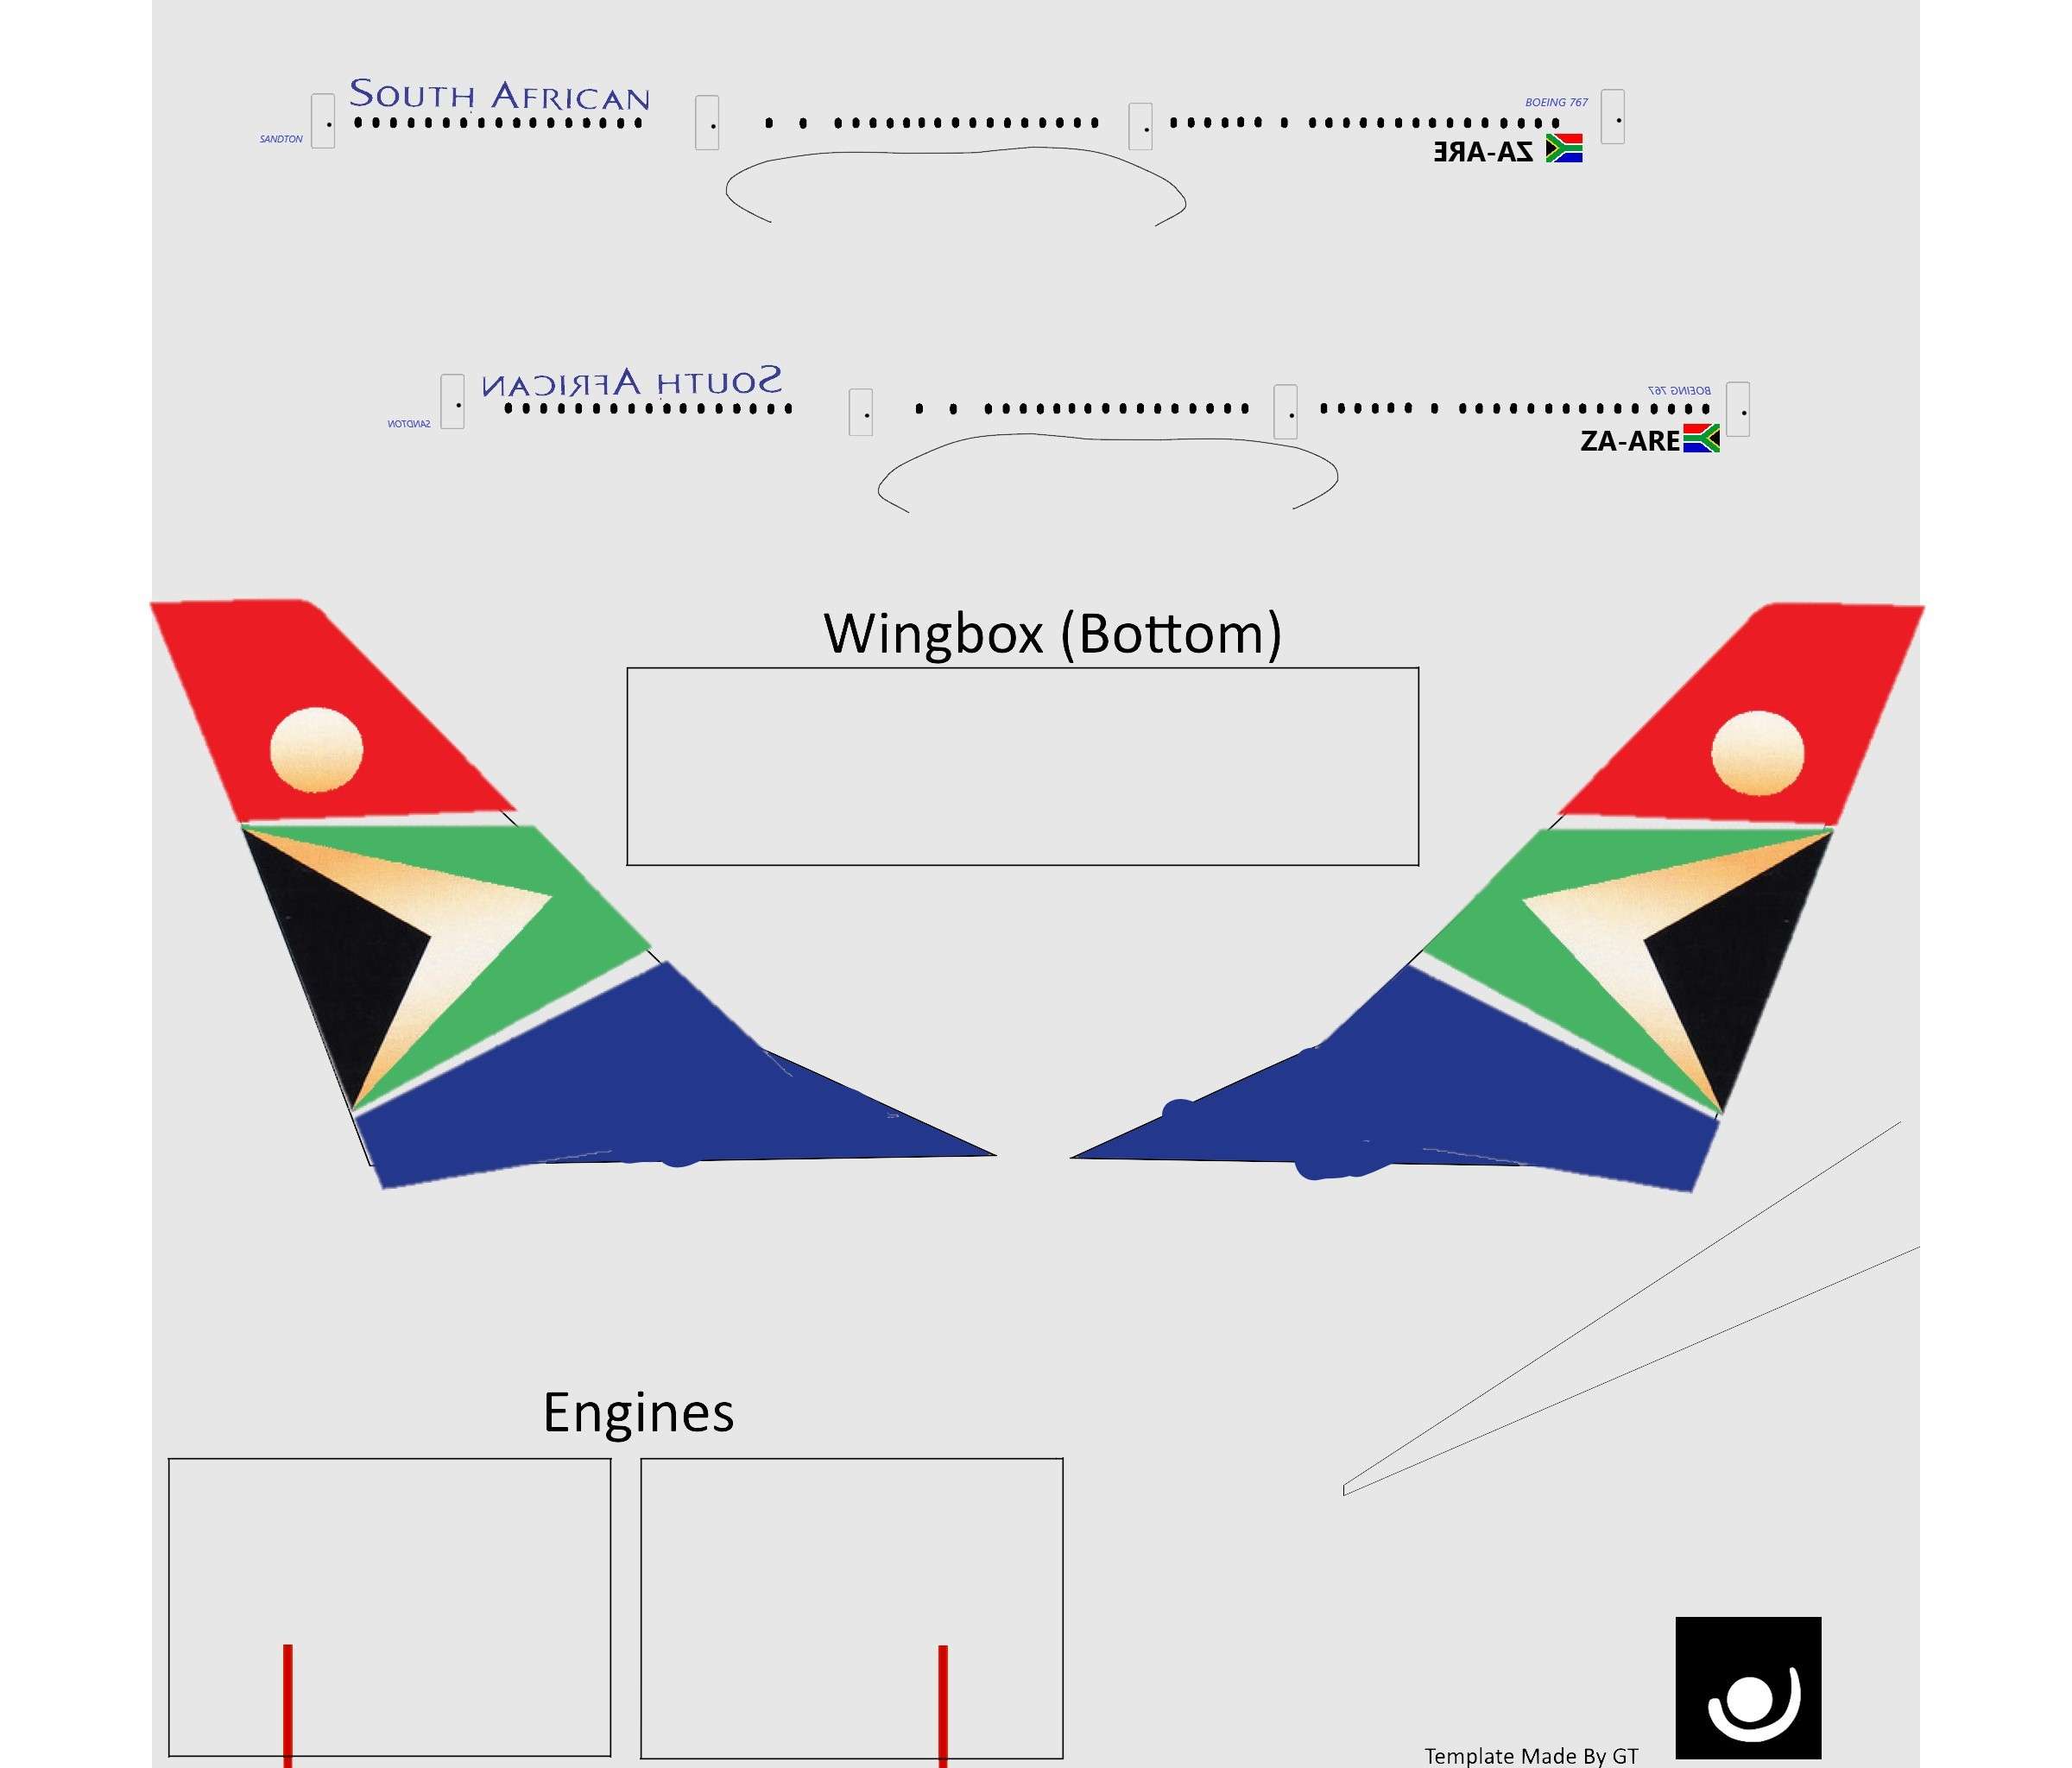 SOUTH AFRICAN
BOEING 767
SANDTON
ZA-ARE
SOUTH AFRICAN
BOEING 767
SANDTON
ZA-ARE
Wingbox (Bottom)
Engines
Template Made By GT